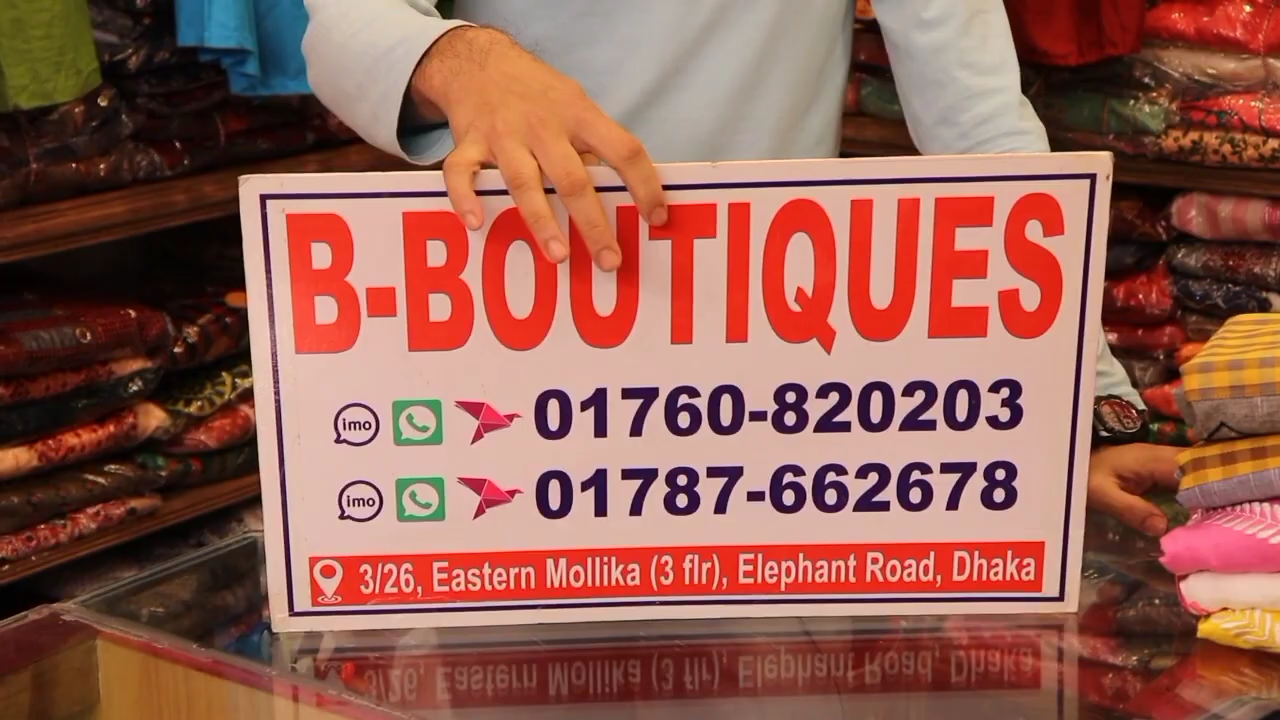 B-BOUTIQUES
imo 01760-820203
imo 01787-662678
3/26, Eastern Mollika (3 flr), Elephant Road, Dhaka